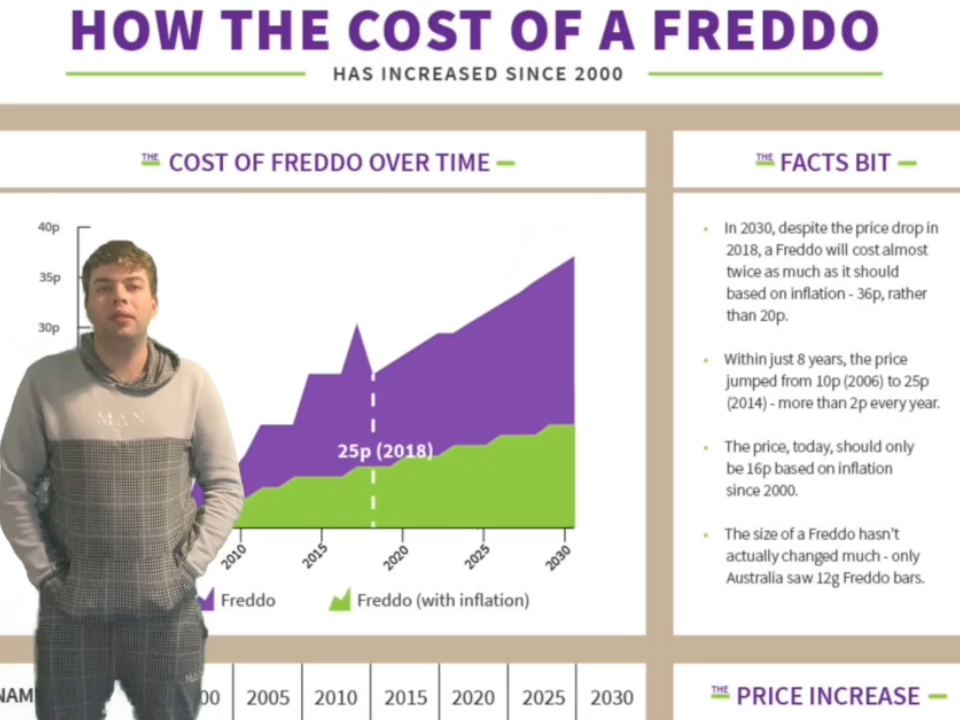 HOW THE COST OF A FREDDO
HAS INCREASED SINCE 2000
THE COST OF FREDDO OVER TIME
40p
35p
30p
25p (2018)
2010
2015
2020
2025
2030
Freddo
Freddo (with inflation)
THE FACTS BIT
In 2030, despite the price drop in
2018, a Freddo will cost almost
twice as much as it should
based on inflation - 36p, rather
than 20p.
Within just 8 years, the price
jumped from 10p (2006) to 25p
(2014) - more than 2p every year.
The price, today, should only
be 16p based on inflation
since 2000.
The size of a Freddo hasn't
actually changed much - only
Australia saw 12g Freddo bars.
MAN
NAM 00 2005 2010 2015 2020 2025 2030
THE PRICE INCREASE